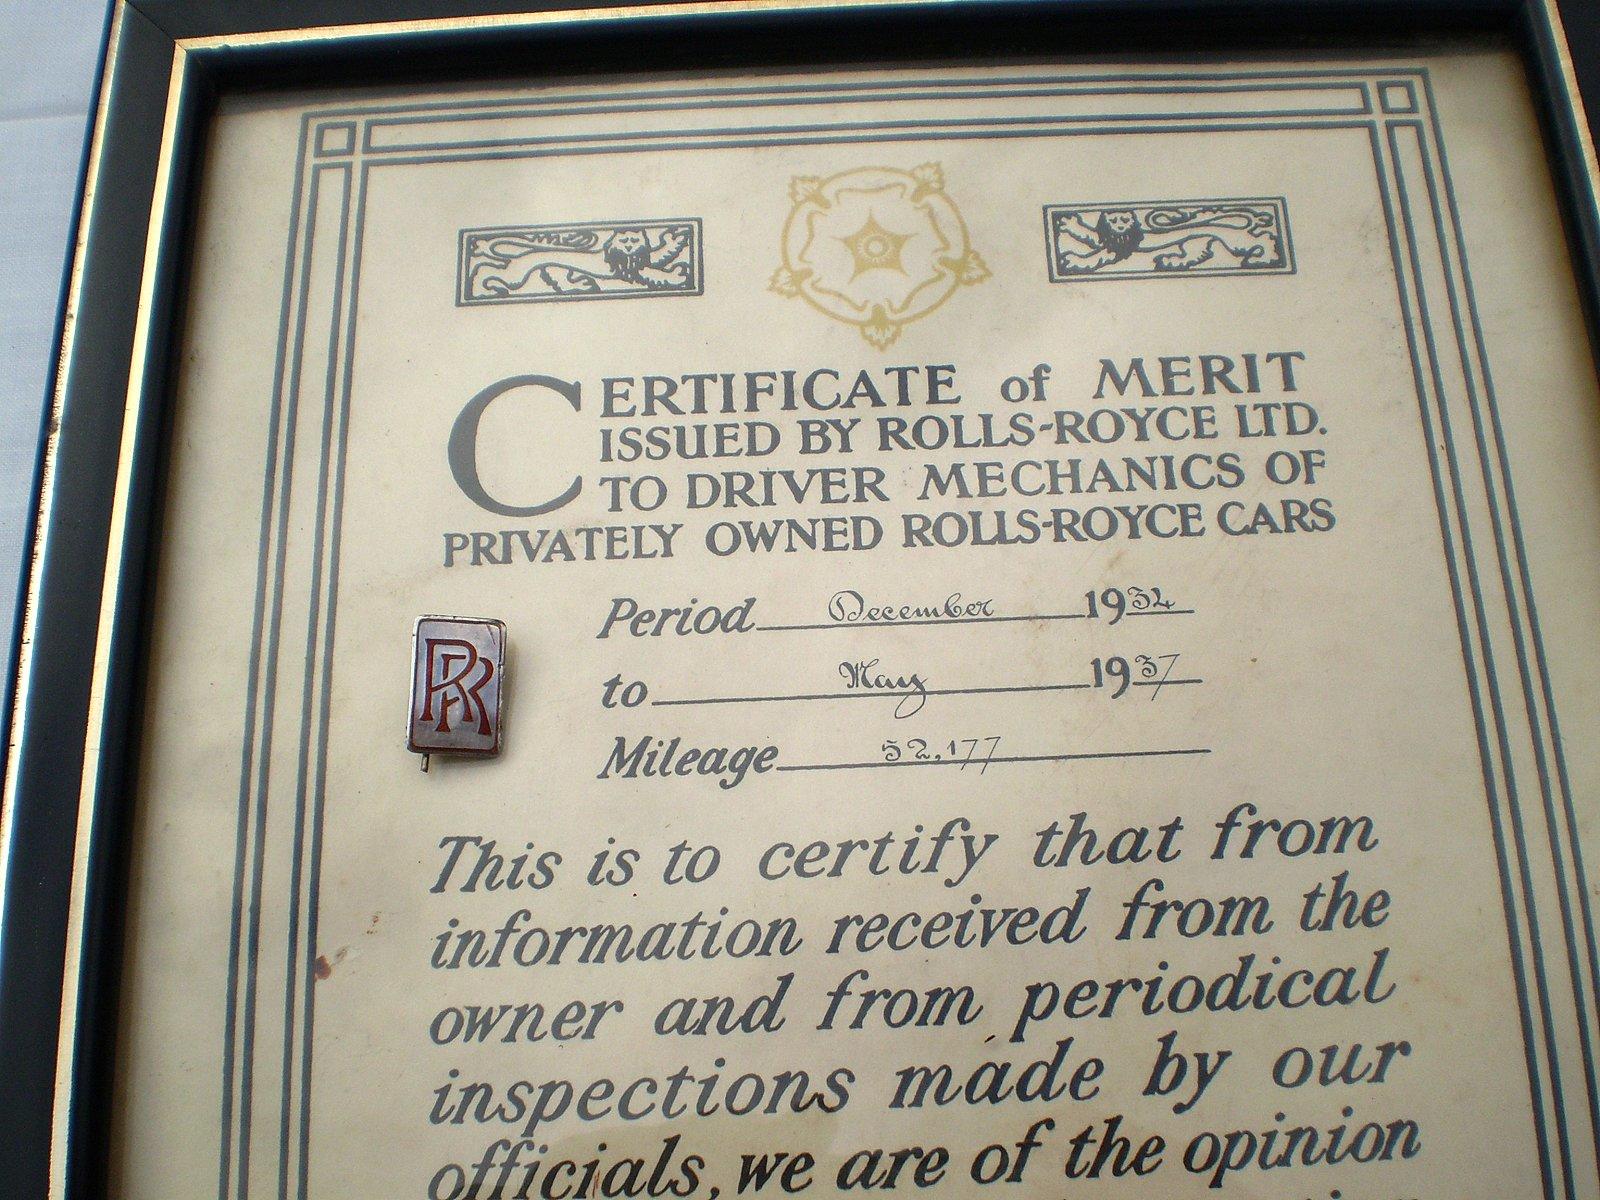 CERTIFICATE of MERIT
ISSUED BY ROLLS-ROYCE LTD.
TO DRIVER MECHANICS OF
PRIVATELY OWNED ROLLS-ROYCE CARS
Period December 1934
to May 1937
Mileage 52,177
RR
This is to certify that from
information received from the
owner and from periodical
inspections made by our
officials, we are of the opinion